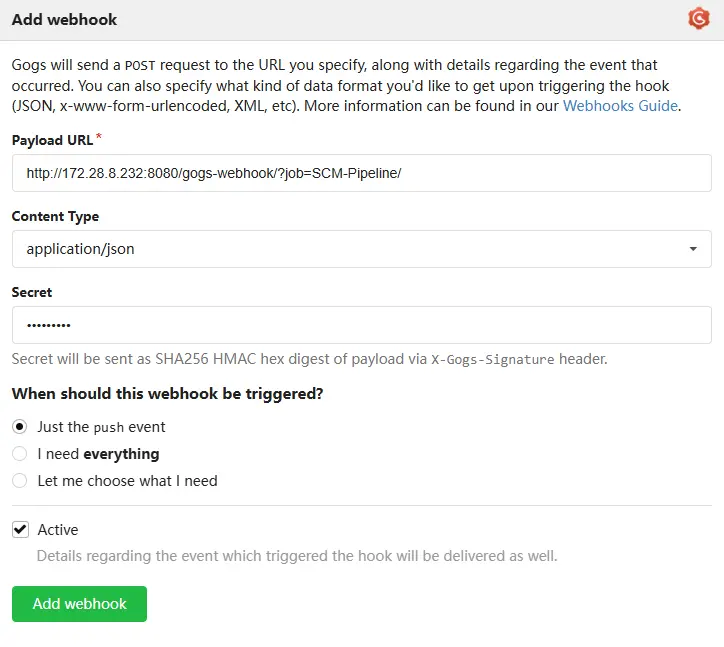 Add webhook
Gogs will send a POST request to the URL you specify, along with details regarding the event that
occurred. You can also specify what kind of data format you'd like to get upon triggering the hook
(JSON, x-www-form-urlencoded, XML, etc). More information can be found in our Webhooks Guide.
Payload URL*
http://172.28.8.232:8080/gogs-webhook/?job=SCM-Pipeline/
Content Type
application/json
Secret
•••••••••
Secret will be sent as SHA256 HMAC hex digest of payload via X-Gogs-Signature header.
When should this webhook be triggered?
Just the push event
I need everything
Let me choose what I need
Active
Details regarding the event which triggered the hook will be delivered as well.
Add webhook